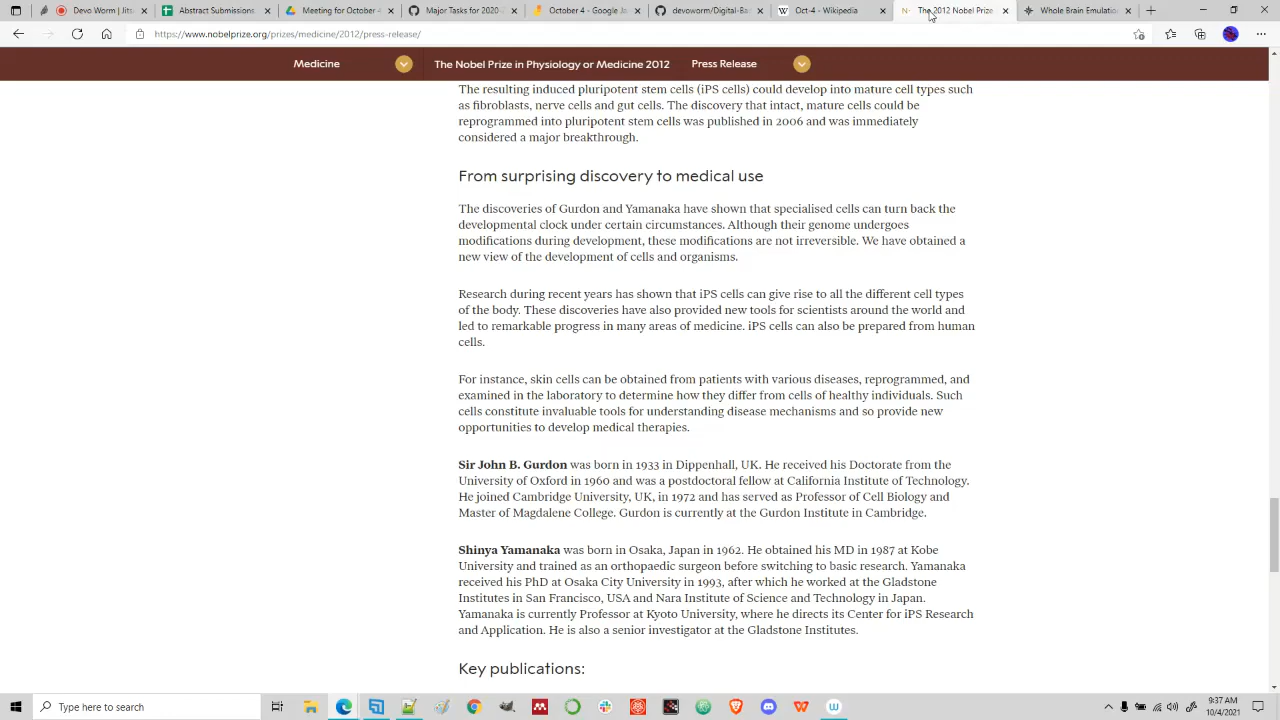 Devo Worm | Jitsi
Abstract Submissions
Meeting for October
Major Tasks for 2020-
October 4 - Google Jo
devoworm/Digital-Bac
Oct-4 - Wikipedia
The 2012 Nobel Prize
Whole Brain Emulation
https://www.nobelprize.org/prizes/medicine/2012/press-release/
Medicine The Nobel Prize in Physiology or Medicine 2012 Press Release
The resulting induced pluripotent stem cells (iPS cells) could develop into mature cell types such
as fibroblasts, nerve cells and gut cells. The discovery that intact, mature cells could be
reprogrammed into pluripotent stem cells was published in 2006 and was immediately
considered a major breakthrough.
From surprising discovery to medical use
The discoveries of Gurdon and Yamanaka have shown that specialised cells can turn back the
developmental clock under certain circumstances. Although their genome undergoes
modifications during development, these modifications are not irreversible. We have obtained a
new view of the development of cells and organisms.
Research during recent years has shown that iPS cells can give rise to all the different cell types
of the body. These discoveries have also provided new tools for scientists around the world and
led to remarkable progress in many areas of medicine. iPS cells can also be prepared from human
cells.
For instance, skin cells can be obtained from patients with various diseases, reprogrammed, and
examined in the laboratory to determine how they differ from cells of healthy individuals. Such
cells constitute invaluable tools for understanding disease mechanisms and so provide new
opportunities to develop medical therapies.
Sir John B. Gurdon was born in 1933 in Dippenhall, UK. He received his Doctorate from the
University of Oxford in 1960 and was a postdoctoral fellow at California Institute of Technology.
He joined Cambridge University, UK, in 1972 and has served as Professor of Cell Biology and
Master of Magdalene College. Gurdon is currently at the Gurdon Institute in Cambridge.
Shinya Yamanaka was born in Osaka, Japan in 1962. He obtained his MD in 1987 at Kobe
University and trained as an orthopaedic surgeon before switching to basic research. Yamanaka
received his PhD at Osaka City University in 1993, after which he worked at the Gladstone
Institutes in San Francisco, USA and Nara Institute of Science and Technology in Japan.
Yamanaka is currently Professor at Kyoto University, where he directs its Center for iPS Research
and Application. He is also a senior investigator at the Gladstone Institutes.
Key publications:
Type here to search
9:37 AM
10/4/2021